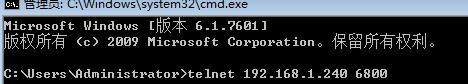 管理员: C:\Windows\system32\cmd.exe
Microsoft Windows [版本 6.1.7601]
版权所有 (c) 2009 Microsoft Corporation。保留所有权利。
C:\Users\Administrator>telnet 192.168.1.240 6800